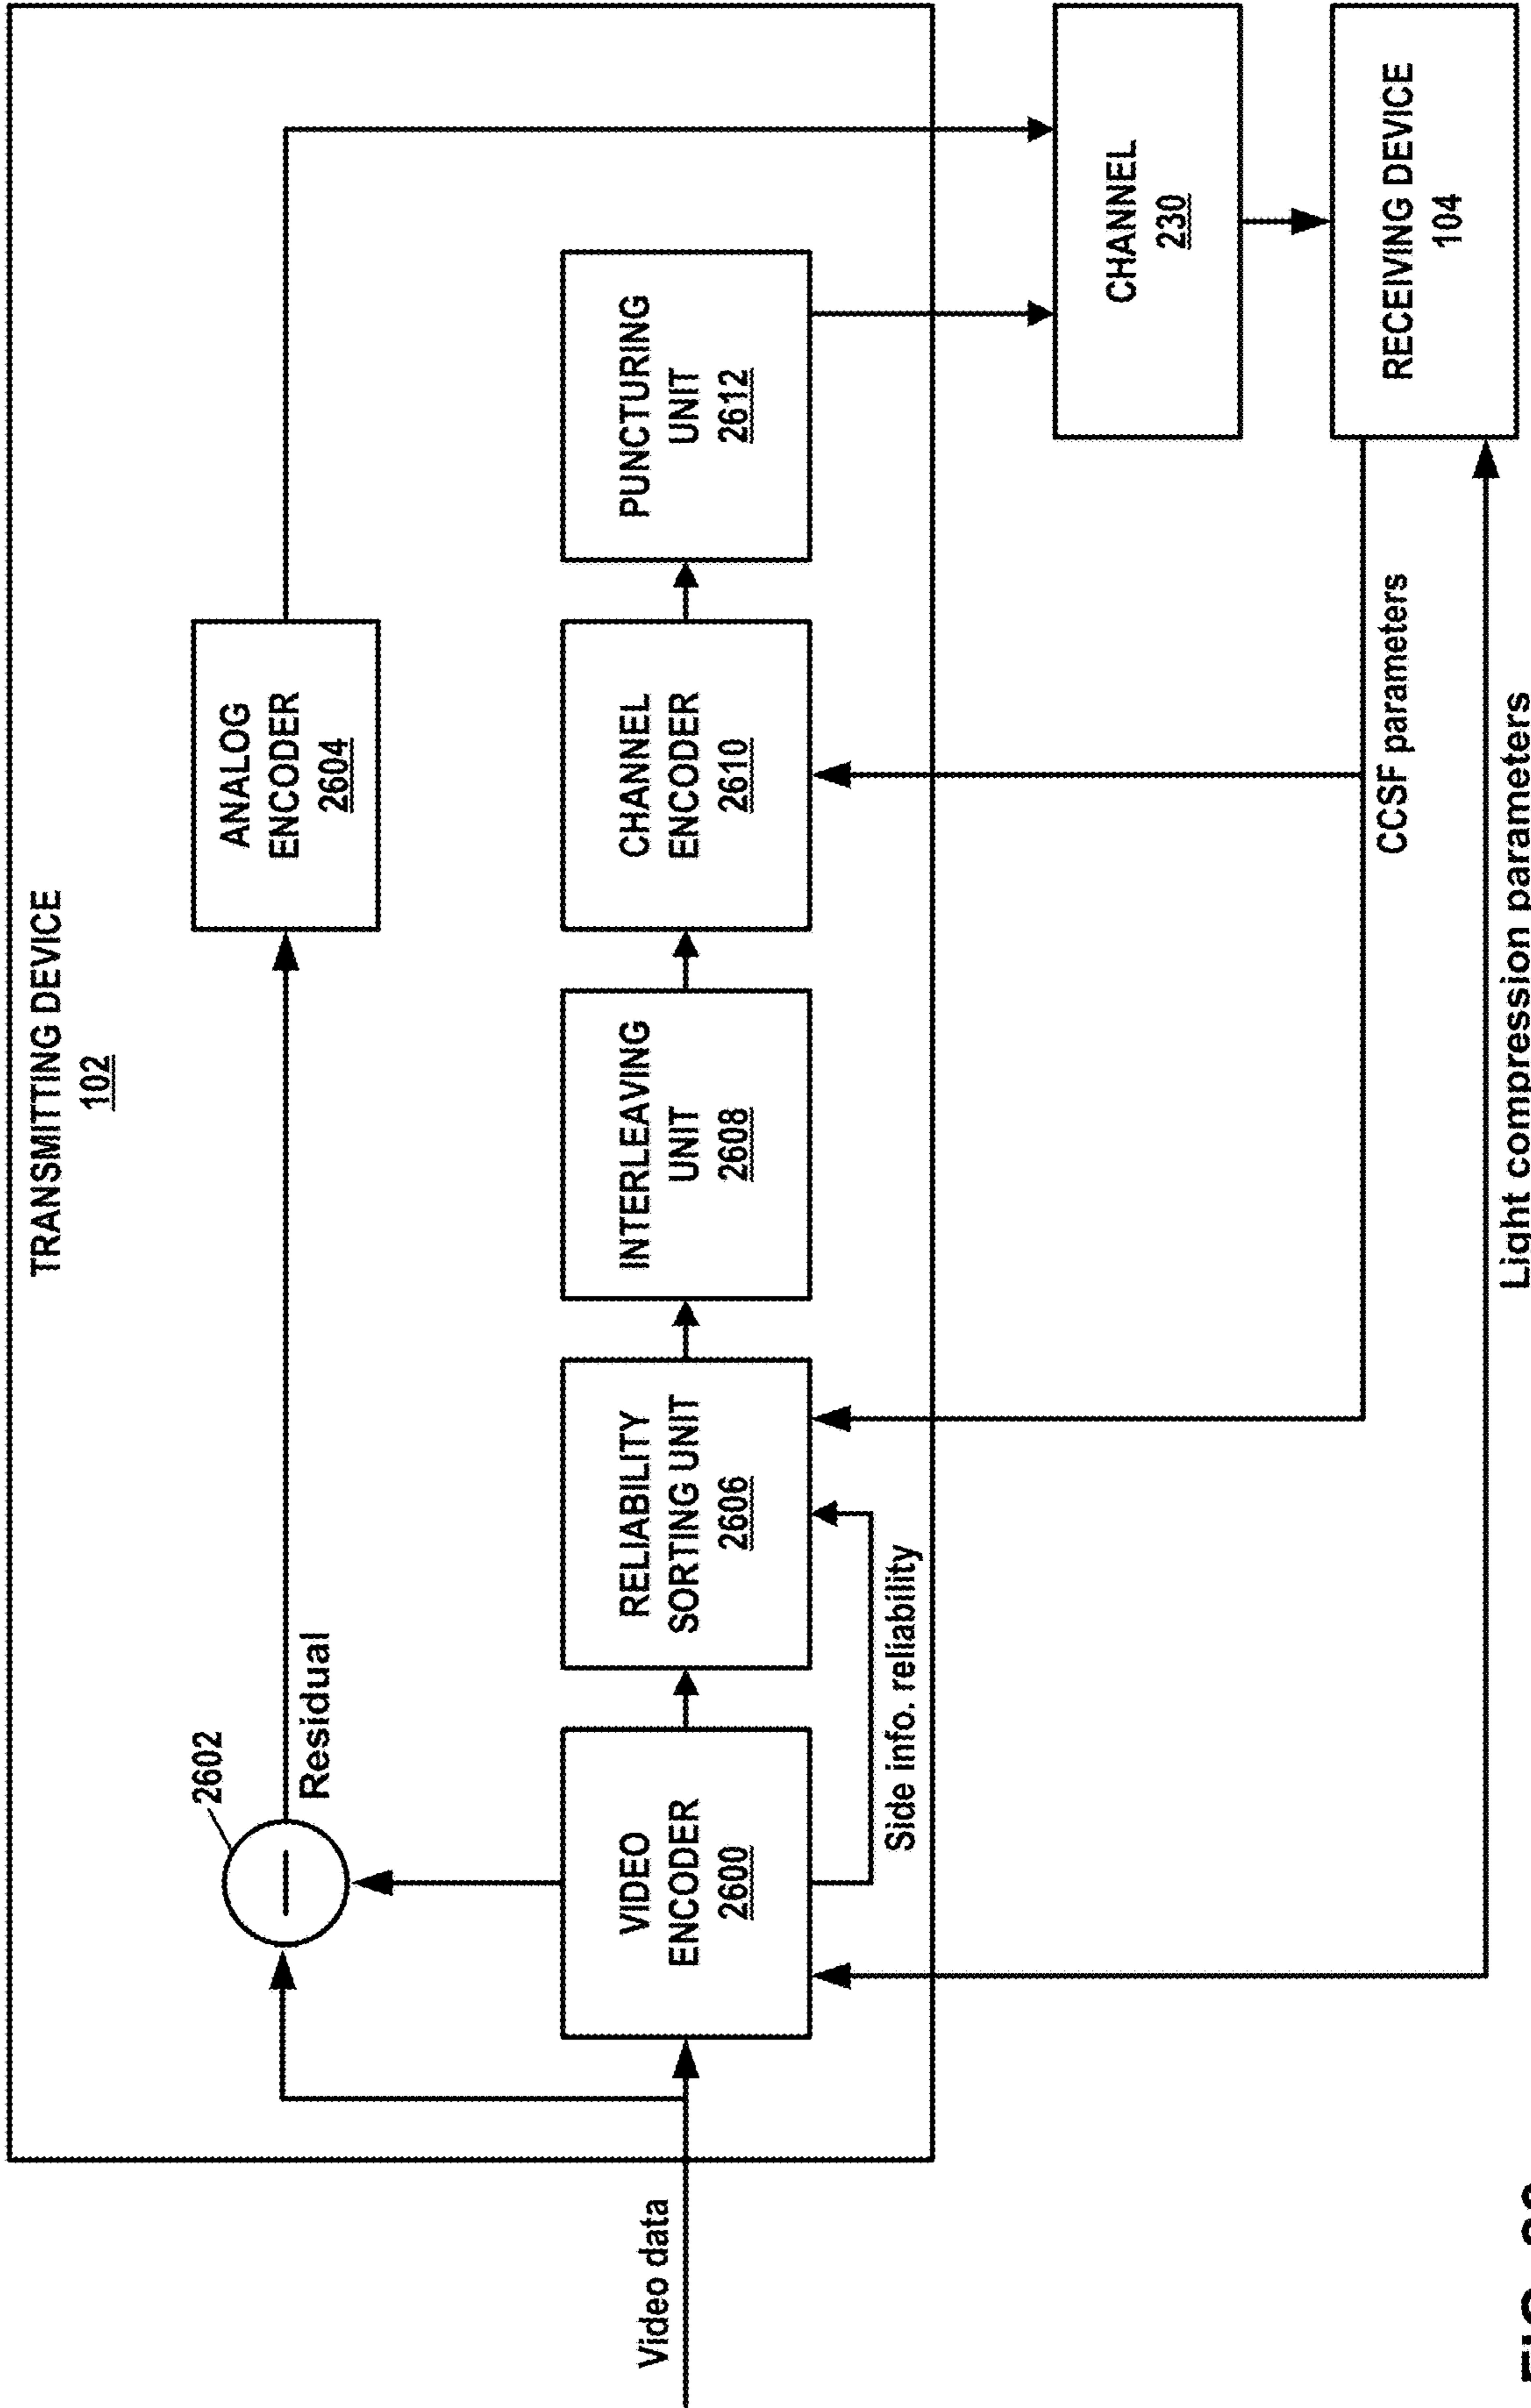 TRANSMITTING DEVICE
102
2602
Residual
ANALOG
ENCODER
2604
Video data
VIDEO
ENCODER
2600
RELIABILITY
SORTING UNIT
2606
INTERLEAVING
UNIT
2608
CHANNEL
ENCODER
2610
PUNCTURING
UNIT
2612
Side info. reliability
CHANNEL
230
CCSF parameters
RECEIVING DEVICE
104
Light compression parameters
FIG.